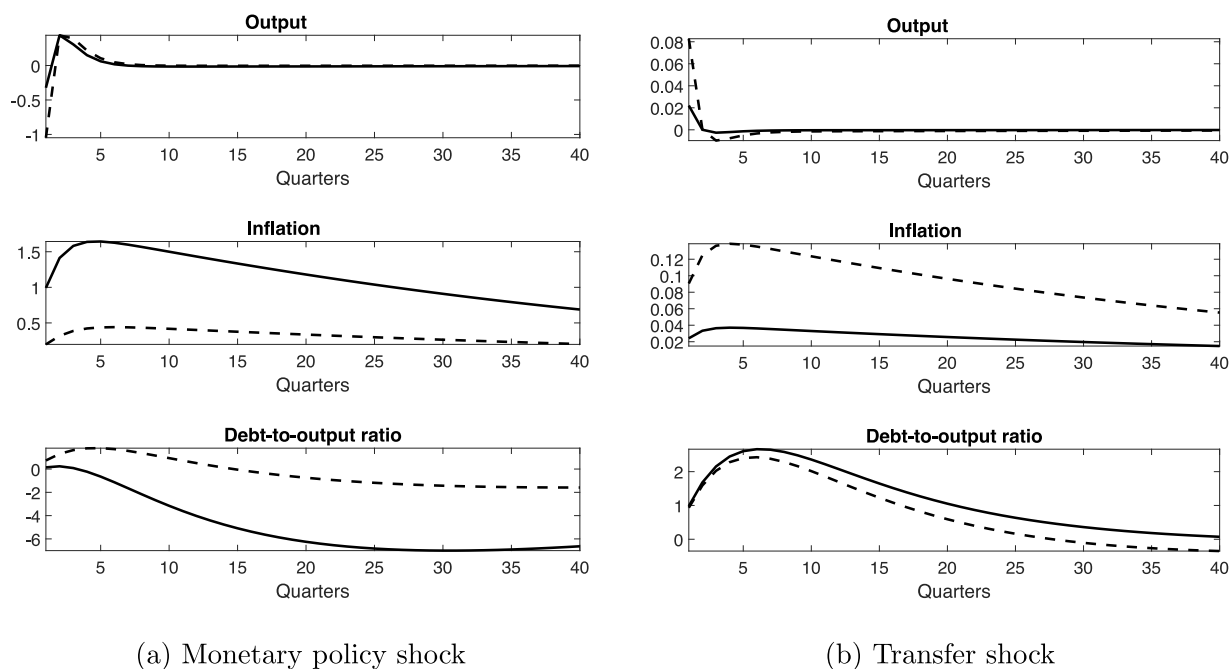 Output
0
-0.5
-1
5 10 15 20 25 30 35 40
Quarters
Inflation
1.5
1
0.5
5 10 15 20 25 30 35 40
Quarters
Debt-to-output ratio
0
-2
-4
-6
5 10 15 20 25 30 35 40
Quarters
(a) Monetary policy shock
Output
0.08
0.06
0.04
0.02
0
5 10 15 20 25 30 35 40
Quarters
Inflation
0.12
0.1
0.08
0.06
0.04
0.02
5 10 15 20 25 30 35 40
Quarters
Debt-to-output ratio
2
1
0
5 10 15 20 25 30 35 40
Quarters
(b) Transfer shock